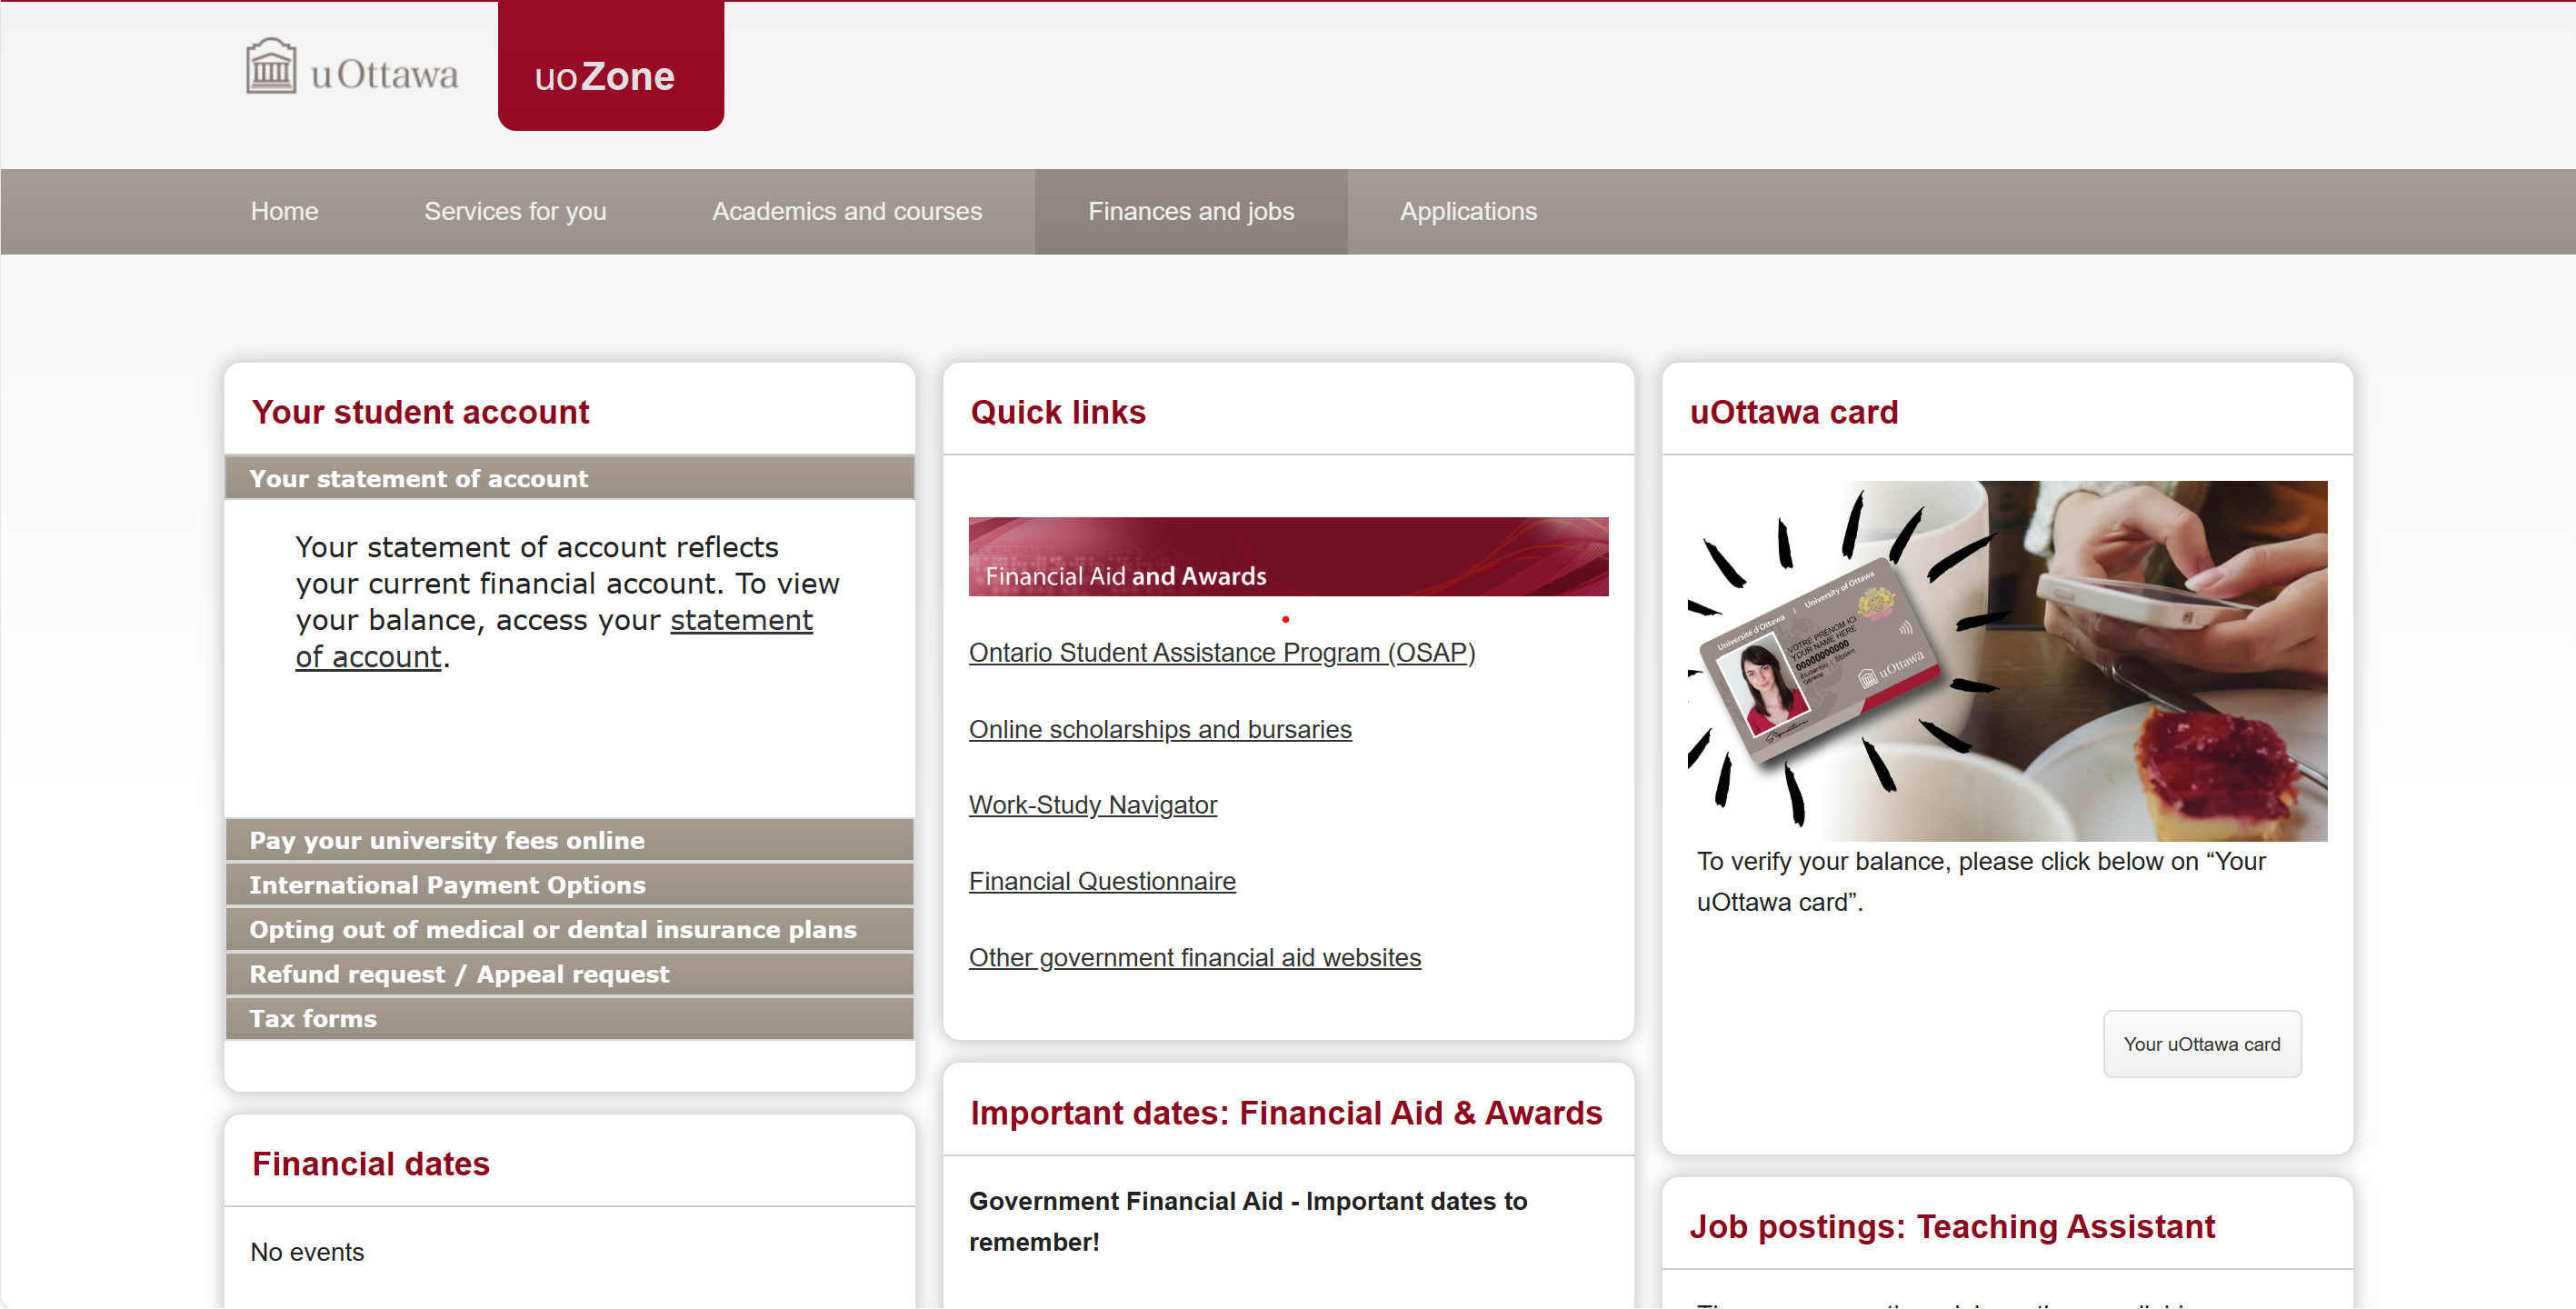 uOttawa
uoZone
Home
Services for you
Academics and courses
Finances and jobs
Applications
Your student account
Your statement of account
Your statement of account reflects
your current financial account. To view
your balance, access your statement
of account.
Pay your university fees online
International Payment Options
Opting out of medical or dental insurance plans
Refund request / Appeal request
Tax forms
Financial dates
No events
Quick links
Financial Aid and Awards
Ontario Student Assistance Program (OSAP)
Online scholarships and bursaries
Work-Study Navigator
Financial Questionnaire
Other government financial aid websites
Important dates: Financial Aid & Awards
Government Financial Aid - Important dates to
remember!
uOttawa card
Université d'Ottawa | University of Ottawa
VOTRE PRÉNOM ICI
YOUR NAME HERE
00000000000
Étudiant(e) | Student
General
uOttawa
To verify your balance, please click below on “Your
uOttawa card”.
Your uOttawa card
Job postings: Teaching Assistant